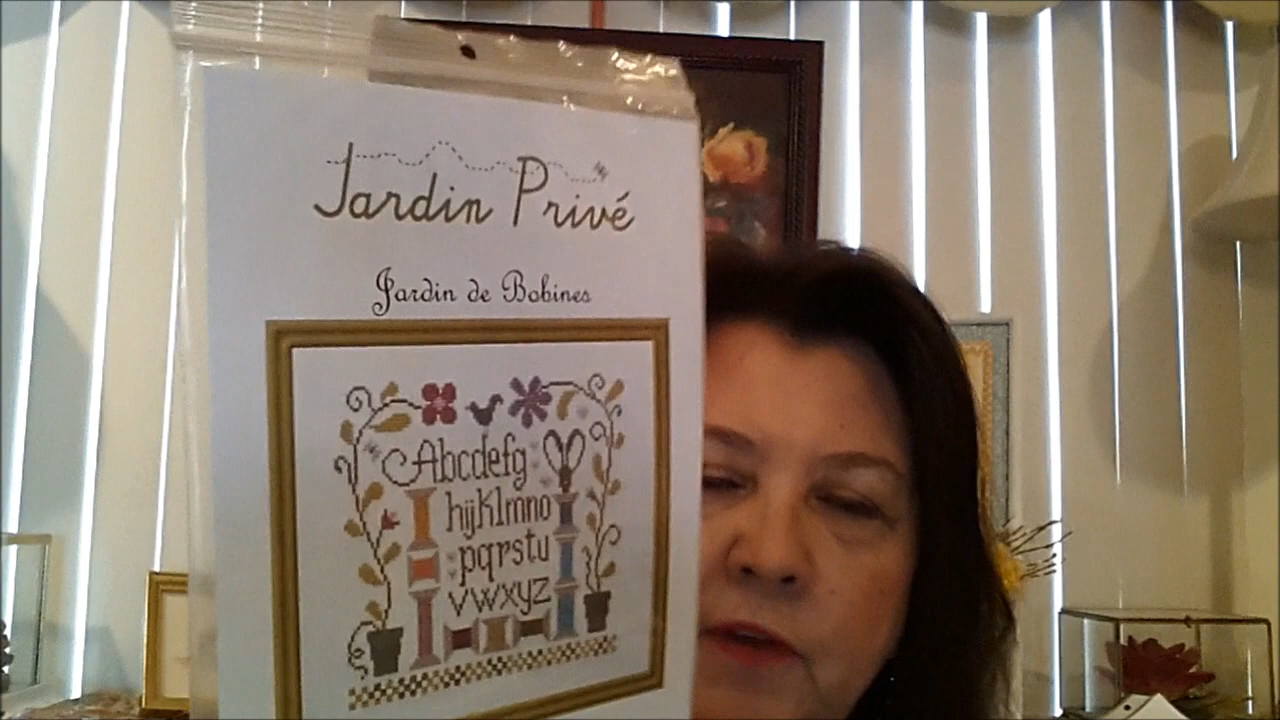 Jardin Privé
Jardin de Bobines
Abcdefg
hijklmno
pqrstu
vwxyz